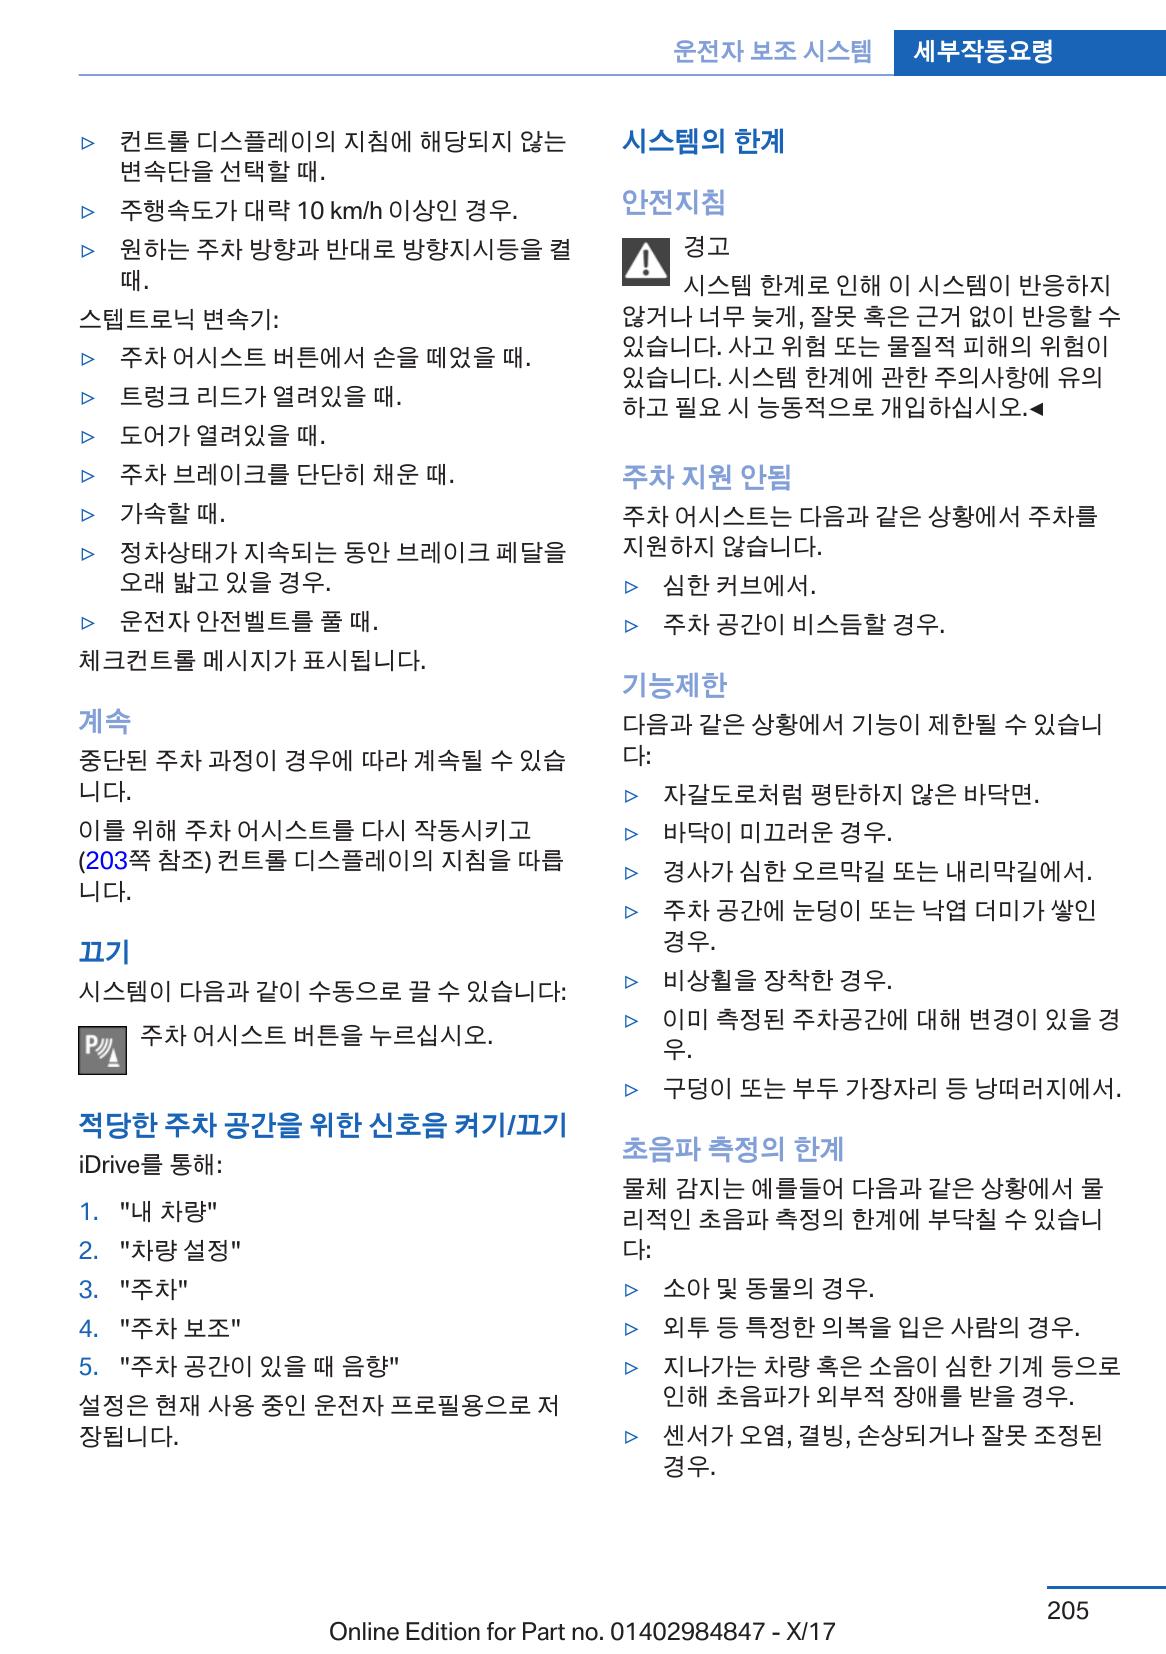 운전자 보조 시스템 세부작동요령
▷ 컨트롤 디스플레이의 지침에 해당되지 않는
변속단을 선택할 때.
▷ 주행속도가 대략 10 km/h 이상인 경우.
▷ 원하는 주차 방향과 반대로 방향지시등을 켤
때.
스텝트로닉 변속기:
▷ 주차 어시스트 버튼에서 손을 떼었을 때.
▷ 트렁크 리드가 열려있을 때.
▷ 도어가 열려있을 때.
▷ 주차 브레이크를 단단히 채운 때.
▷ 가속할 때.
▷ 정차상태가 지속되는 동안 브레이크 페달을
오래 밟고 있을 경우.
▷ 운전자 안전벨트를 풀 때.
체크컨트롤 메시지가 표시됩니다.
계속
중단된 주차 과정이 경우에 따라 계속될 수 있습
니다.
이를 위해 주차 어시스트를 다시 작동시키고
(203쪽 참조) 컨트롤 디스플레이의 지침을 따릅
니다.
끄기
시스템이 다음과 같이 수동으로 끌 수 있습니다:
주차 어시스트 버튼을 누르십시오.
적당한 주차 공간을 위한 신호음 켜기/끄기
iDrive를 통해:
1. "내 차량"
2. "차량 설정"
3. "주차"
4. "주차 보조"
5. "주차 공간이 있을 때 음향"
설정은 현재 사용 중인 운전자 프로필용으로 저
장됩니다.
시스템의 한계
안전지침
경고
시스템 한계로 인해 이 시스템이 반응하지
않거나 너무 늦게, 잘못 혹은 근거 없이 반응할 수
있습니다. 사고 위험 또는 물질적 피해의 위험이
있습니다. 시스템 한계에 관한 주의사항에 유의
하고 필요 시 능동적으로 개입하십시오.◀
주차 지원 안됨
주차 어시스트는 다음과 같은 상황에서 주차를
지원하지 않습니다.
▷ 심한 커브에서.
▷ 주차 공간이 비스듬할 경우.
기능제한
다음과 같은 상황에서 기능이 제한될 수 있습니
다:
▷ 자갈도로처럼 평탄하지 않은 바닥면.
▷ 바닥이 미끄러운 경우.
▷ 경사가 심한 오르막길 또는 내리막길에서.
▷ 주차 공간에 눈덩이 또는 낙엽 더미가 쌓인
경우.
▷ 비상휠을 장착한 경우.
▷ 이미 측정된 주차공간에 대해 변경이 있을 경
우.
▷ 구덩이 또는 부두 가장자리 등 낭떠러지에서.
초음파 측정의 한계
물체 감지는 예를들어 다음과 같은 상황에서 물
리적인 초음파 측정의 한계에 부닥칠 수 있습니
다:
▷ 소아 및 동물의 경우.
▷ 외투 등 특정한 의복을 입은 사람의 경우.
▷ 지나가는 차량 혹은 소음이 심한 기계 등으로
인해 초음파가 외부적 장애를 받을 경우.
▷ 센서가 오염, 결빙, 손상되거나 잘못 조정된
경우.
205
Online Edition for Part no. 01402984847 - X/17